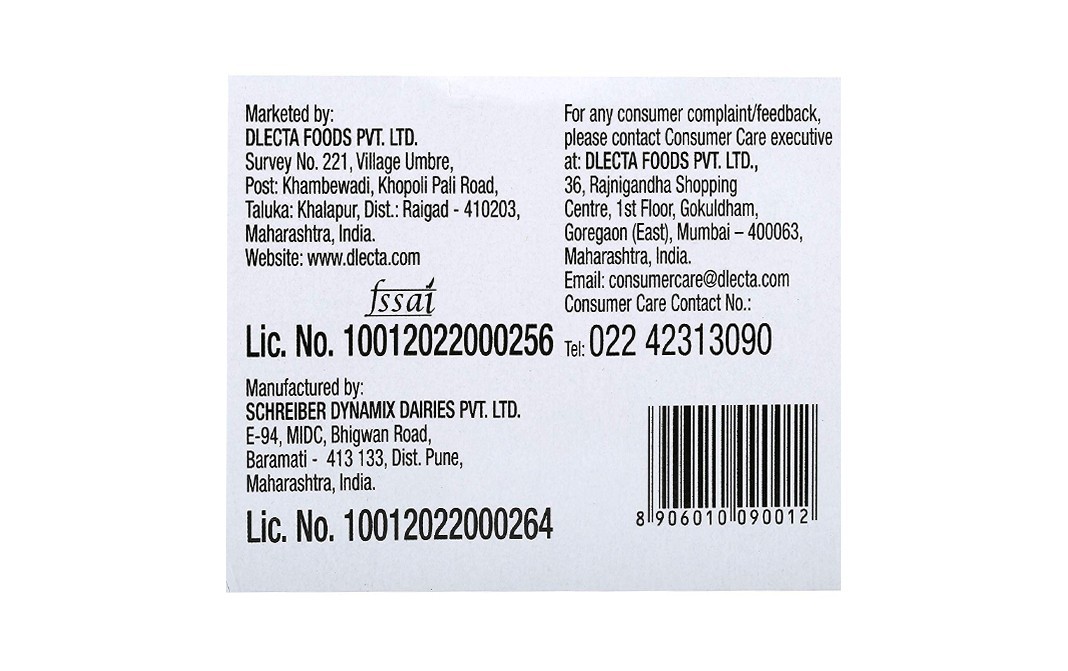 Marketed by:
DLECTA FOODS PVT. LTD.
Survey No. 221, Village Umbre,
Post: Khambewadi, Khopoli Pali Road,
Taluka: Khalapur, Dist.: Raigad - 410203,
Maharashtra, India.
Website: www.dlecta.com
fssai
Lic. No. 10012022000256
Manufactured by:
SCHREIBER DYNAMIX DAIRIES PVT. LTD.
E-94, MIDC, Bhigwan Road,
Baramati - 413 133, Dist. Pune,
Maharashtra, India.
Lic. No. 10012022000264
For any consumer complaint/feedback,
please contact Consumer Care executive
at: DLECTA FOODS PVT. LTD.,
36, Rajnigandha Shopping
Centre, 1st Floor, Gokuldham,
Goregaon (East), Mumbai – 400063,
Maharashtra, India.
Email: consumercare@dlecta.com
Consumer Care Contact No.:
Tel: 022 42313090
8 906010 090012